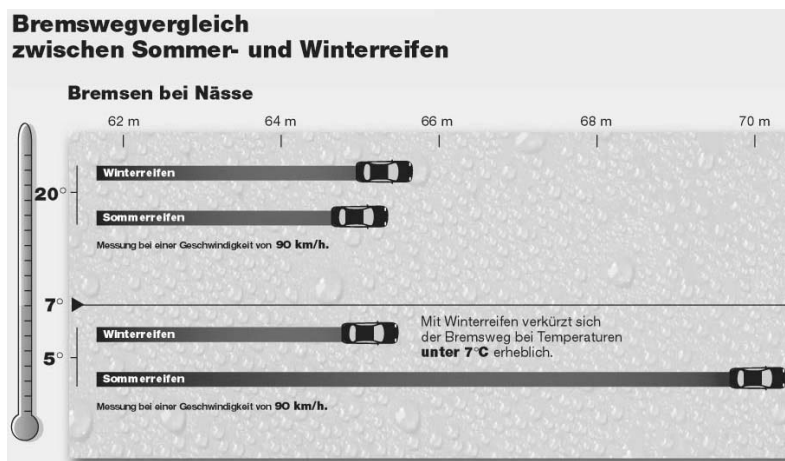 Bremswegvergleich
zwischen Sommer- und Winterreifen
Bremsen bei Nässe
62 m 64 m 66 m 68 m 70 m
Winterreifen
20°
Sommerreifen
Messung bei einer Geschwindigkeit von 90 km/h.
7°
Winterreifen
Mit Winterreifen verkürzt sich
der Bremsweg bei Temperaturen
unter 7°C erheblich.
5°
Sommerreifen
Messung bei einer Geschwindigkeit von 90 km/h.